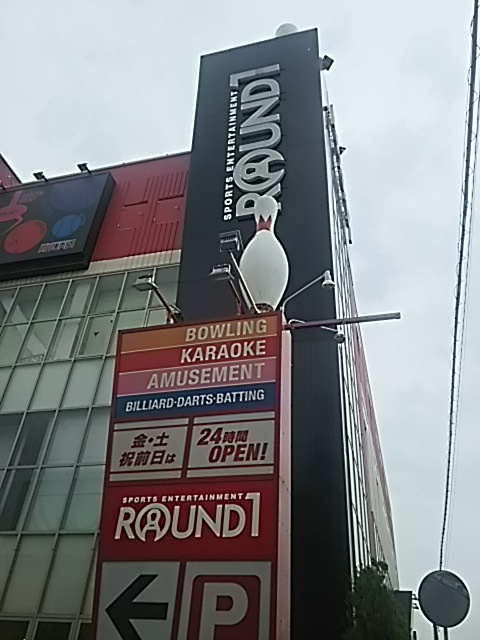 SPORTS ENTERTAINMENT
ROUND1
BOWLING
KARAOKE
AMUSEMENT
BILLIARD·DARTS·BATTING
金・土
祝前日は
24時間
OPEN!
SPORTS ENTERTAINMENT
ROUND1
P